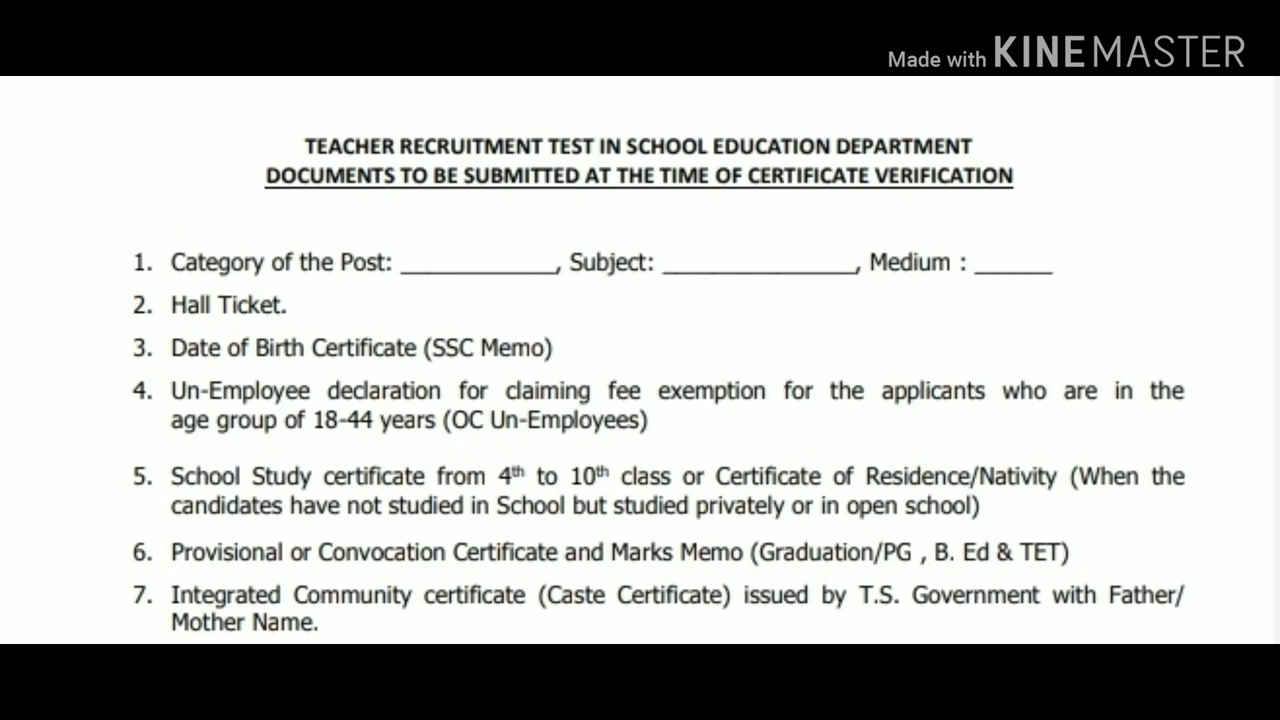 Made with KINEMASTER
TEACHER RECRUITMENT TEST IN SCHOOL EDUCATION DEPARTMENT
DOCUMENTS TO BE SUBMITTED AT THE TIME OF CERTIFICATE VERIFICATION
1. Category of the Post: ____________, Subject: _______________, Medium : ______
2. Hall Ticket.
3. Date of Birth Certificate (SSC Memo)
4. Un-Employee declaration for claiming fee exemption for the applicants who are in the
age group of 18-44 years (OC Un-Employees)
5. School Study certificate from 4th to 10th class or Certificate of Residence/Nativity (When the
candidates have not studied in School but studied privately or in open school)
6. Provisional or Convocation Certificate and Marks Memo (Graduation/PG , B. Ed & TET)
7. Integrated Community certificate (Caste Certificate) issued by T.S. Government with Father/
Mother Name.